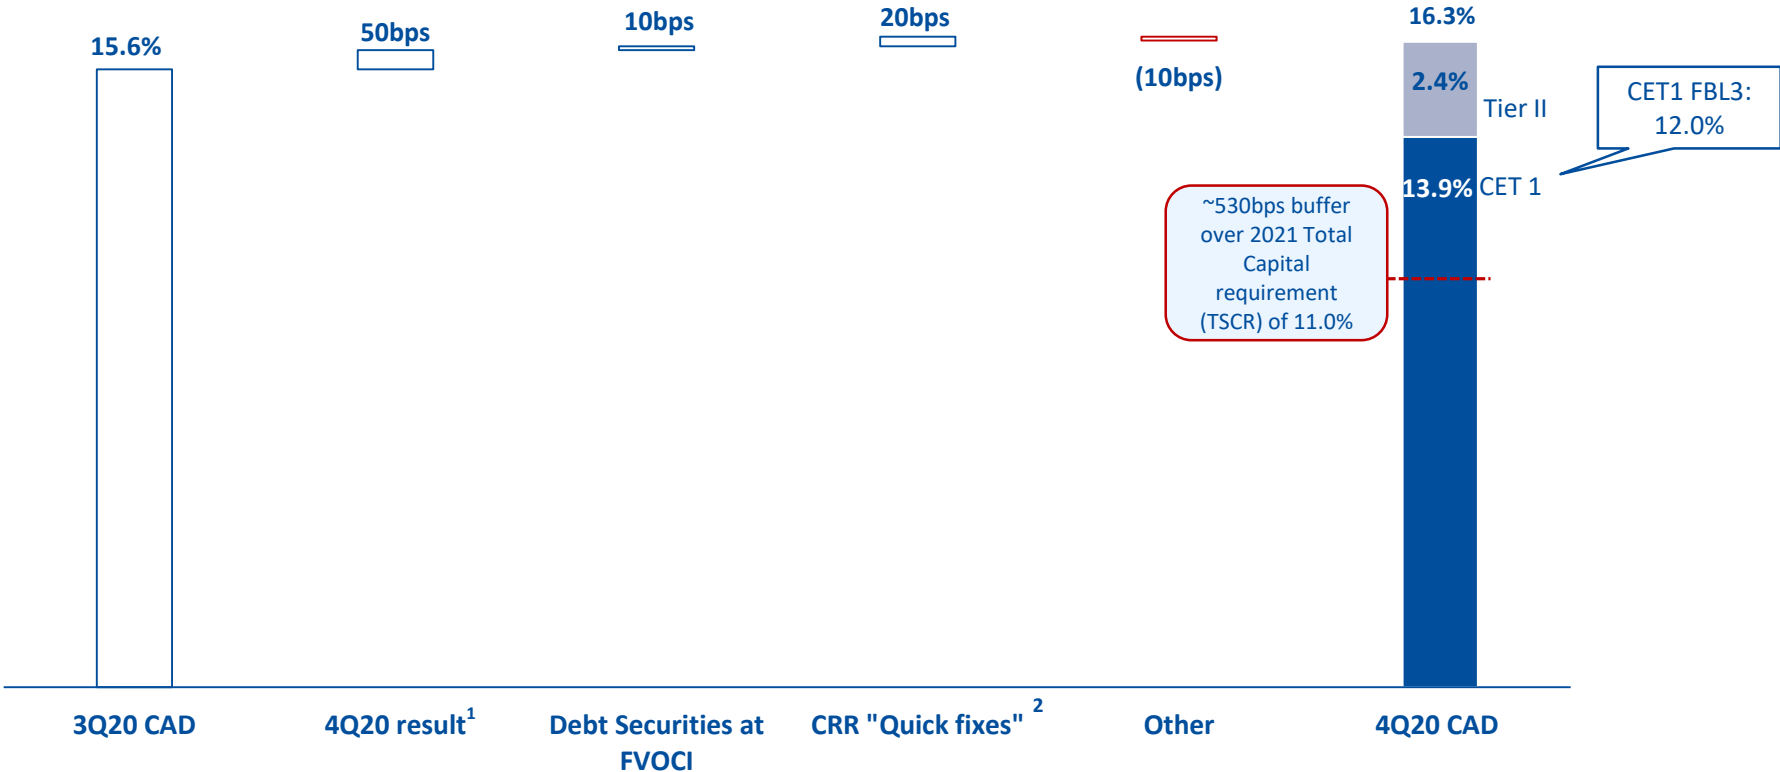 15.6%
50bps
10bps
20bps
(10bps)
16.3%
2.4%
Tier II
13.9%
CET 1
CET1 FBL3:
12.0%
~530bps buffer
over 2021 Total
Capital
requirement
(TSCR) of 11.0%
3Q20 CAD
4Q20 result1
Debt Securities at
FVOCI
CRR "Quick fixes" 2
Other
4Q20 CAD